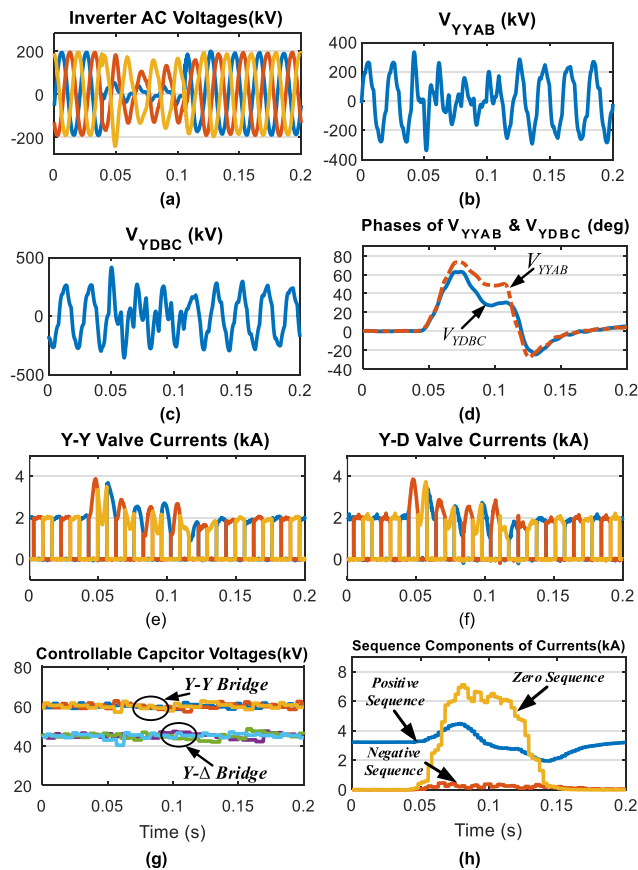 Inverter AC Voltages(kV)
200
0
-200
0 0.05 0.1 0.15 0.2
(a)
V_YYAB (kV)
400
200
0
-200
-400
0 0.05 0.1 0.15 0.2
(b)
V_YDBC (kV)
500
0
-500
0 0.05 0.1 0.15 0.2
(c)
Phases of V_YYAB & V_YDBC (deg)
80
60
40
20
0
-20
-40
V_YYAB
V_YDBC
0 0.05 0.1 0.15 0.2
(d)
Y-Y Valve Currents (kA)
4
2
0
0 0.05 0.1 0.15 0.2
(e)
Y-D Valve Currents (kA)
4
2
0
0 0.05 0.1 0.15 0.2
(f)
Controllable Capcitor Voltages(kV)
80
60
40
20
Y-Y Bridge
Y-Δ Bridge
0 0.05 0.1 0.15 0.2
Time (s)
(g)
Sequence Components of Currents(kA)
8
6
4
2
0
Positive
Sequence
Zero Sequence
Negative
Sequence
0 0.05 0.1 0.15 0.2
Time (s)
(h)